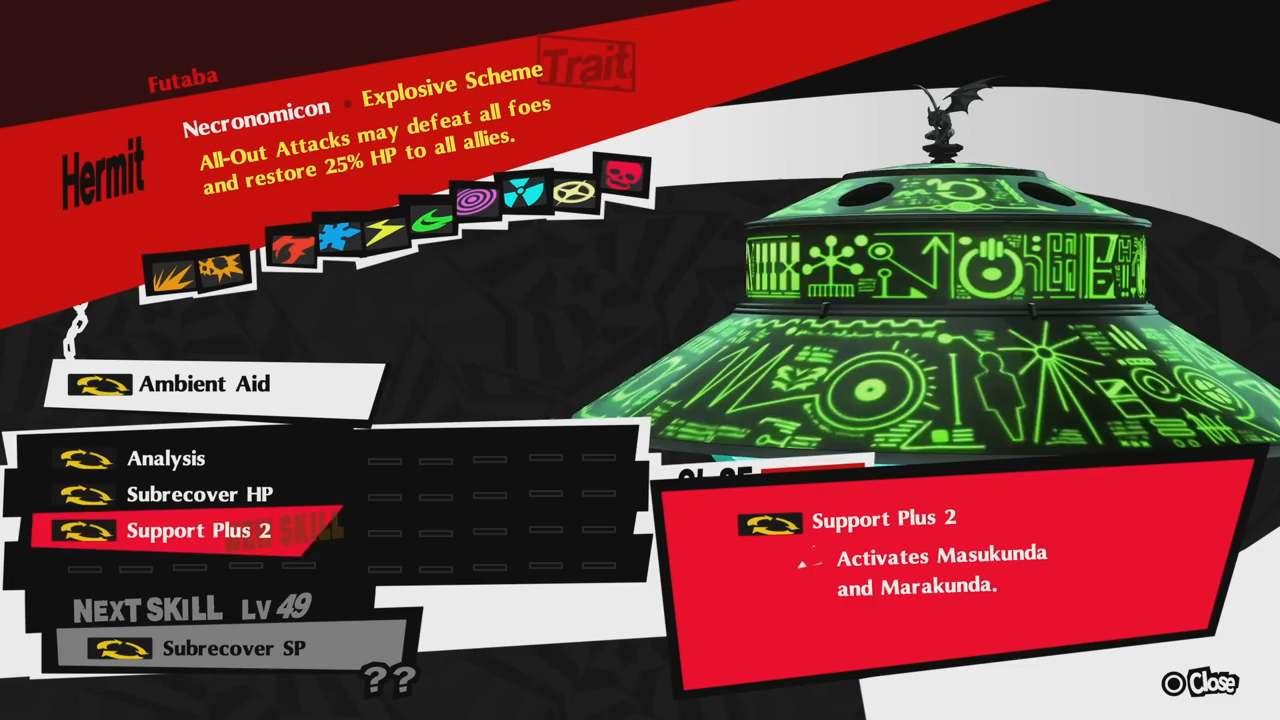 Futaba
Trait
Hermit
Necronomicon • Explosive Scheme
All-Out Attacks may defeat all foes
and restore 25% HP to all allies.
Ambient Aid
Analysis
Subrecover HP
Support Plus 2
NEW SKILL
NEXT SKILL LV 49
Subrecover SP
??
Support Plus 2
Activates Masukunda
and Marakunda.
Close